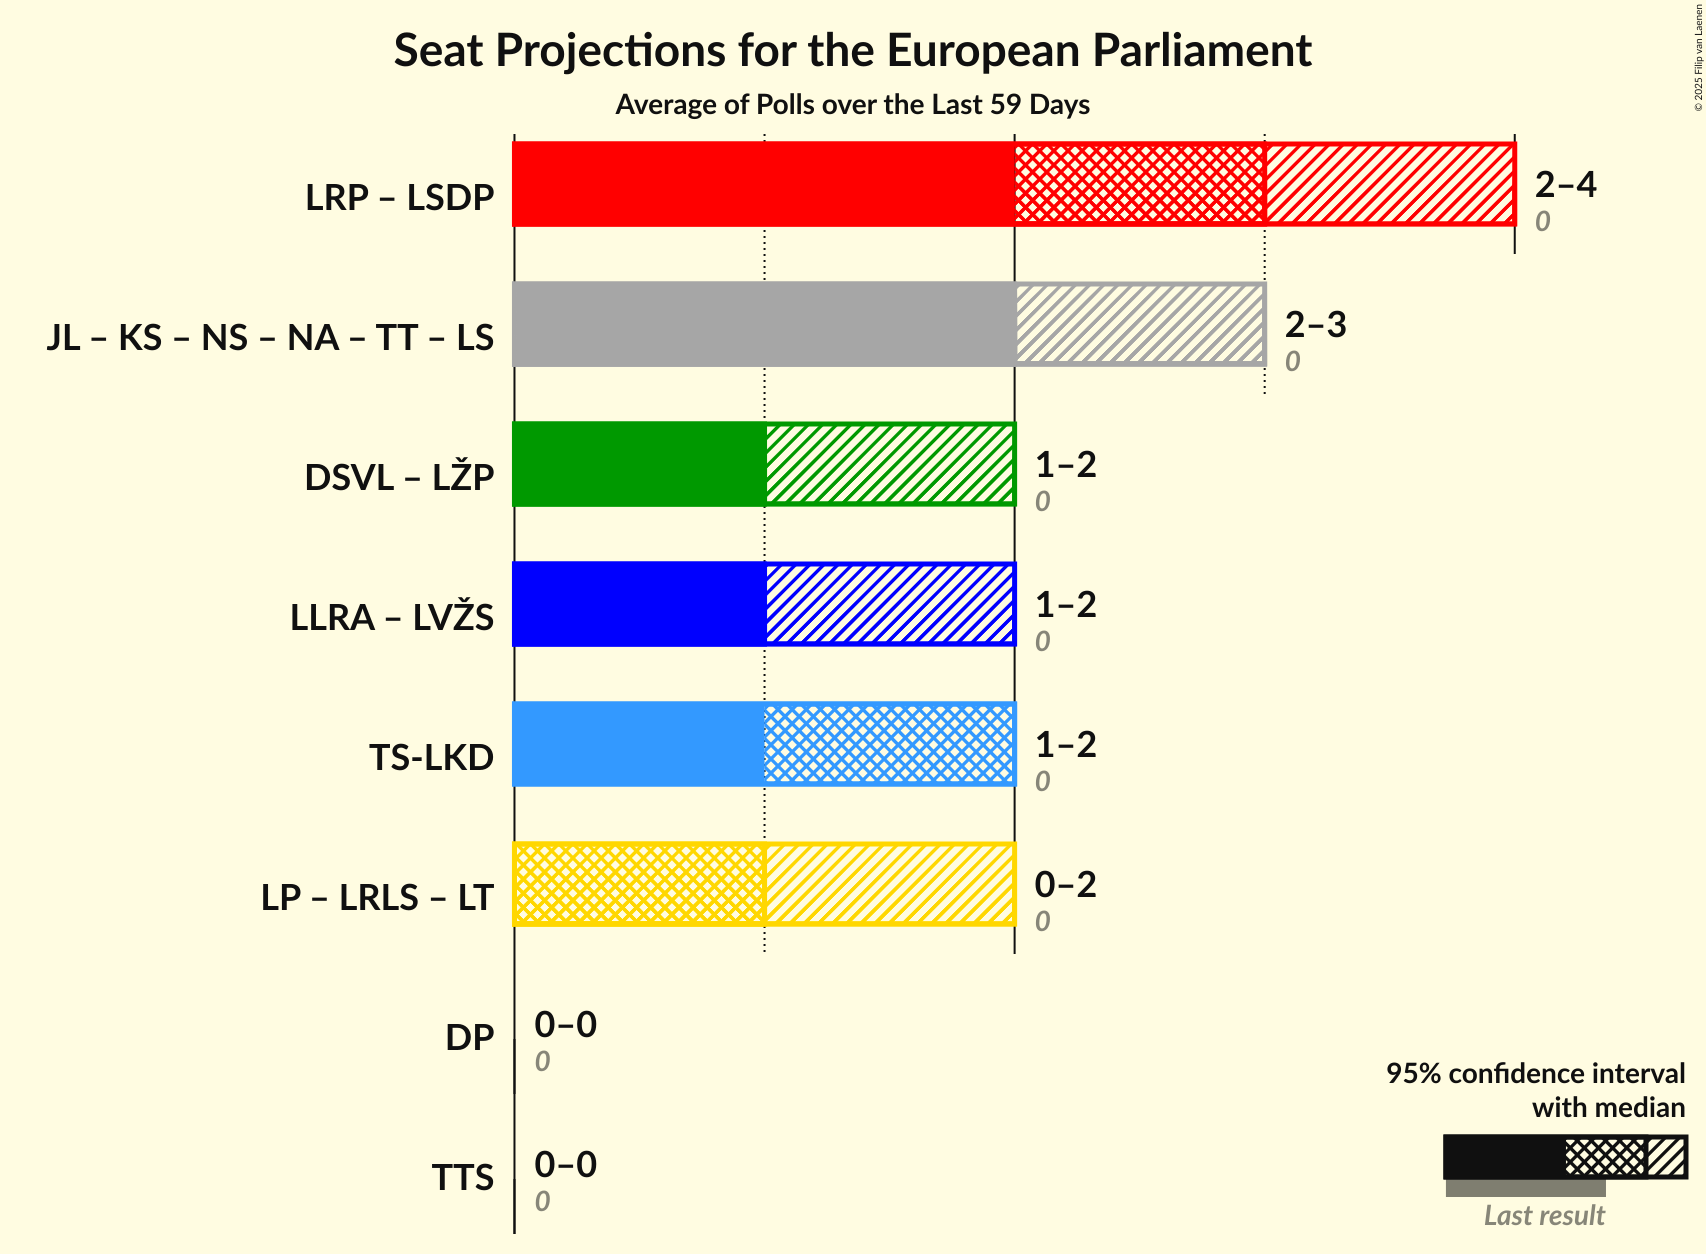 Seat Projections for the European Parliament
Average of Polls over the Last 59 Days
© 2025 Filip van Laenen
LRP – LSDP
2–4
0
JL – KS – NS – NA – TT – LS
2–3
0
DSVL – LŽP
1–2
0
LLRA – LVŽS
1–2
0
TS-LKD
1–2
0
LP – LRLS – LT
0–2
0
DP
0–0
0
TTS
0–0
0
95% confidence interval
with median
Last result